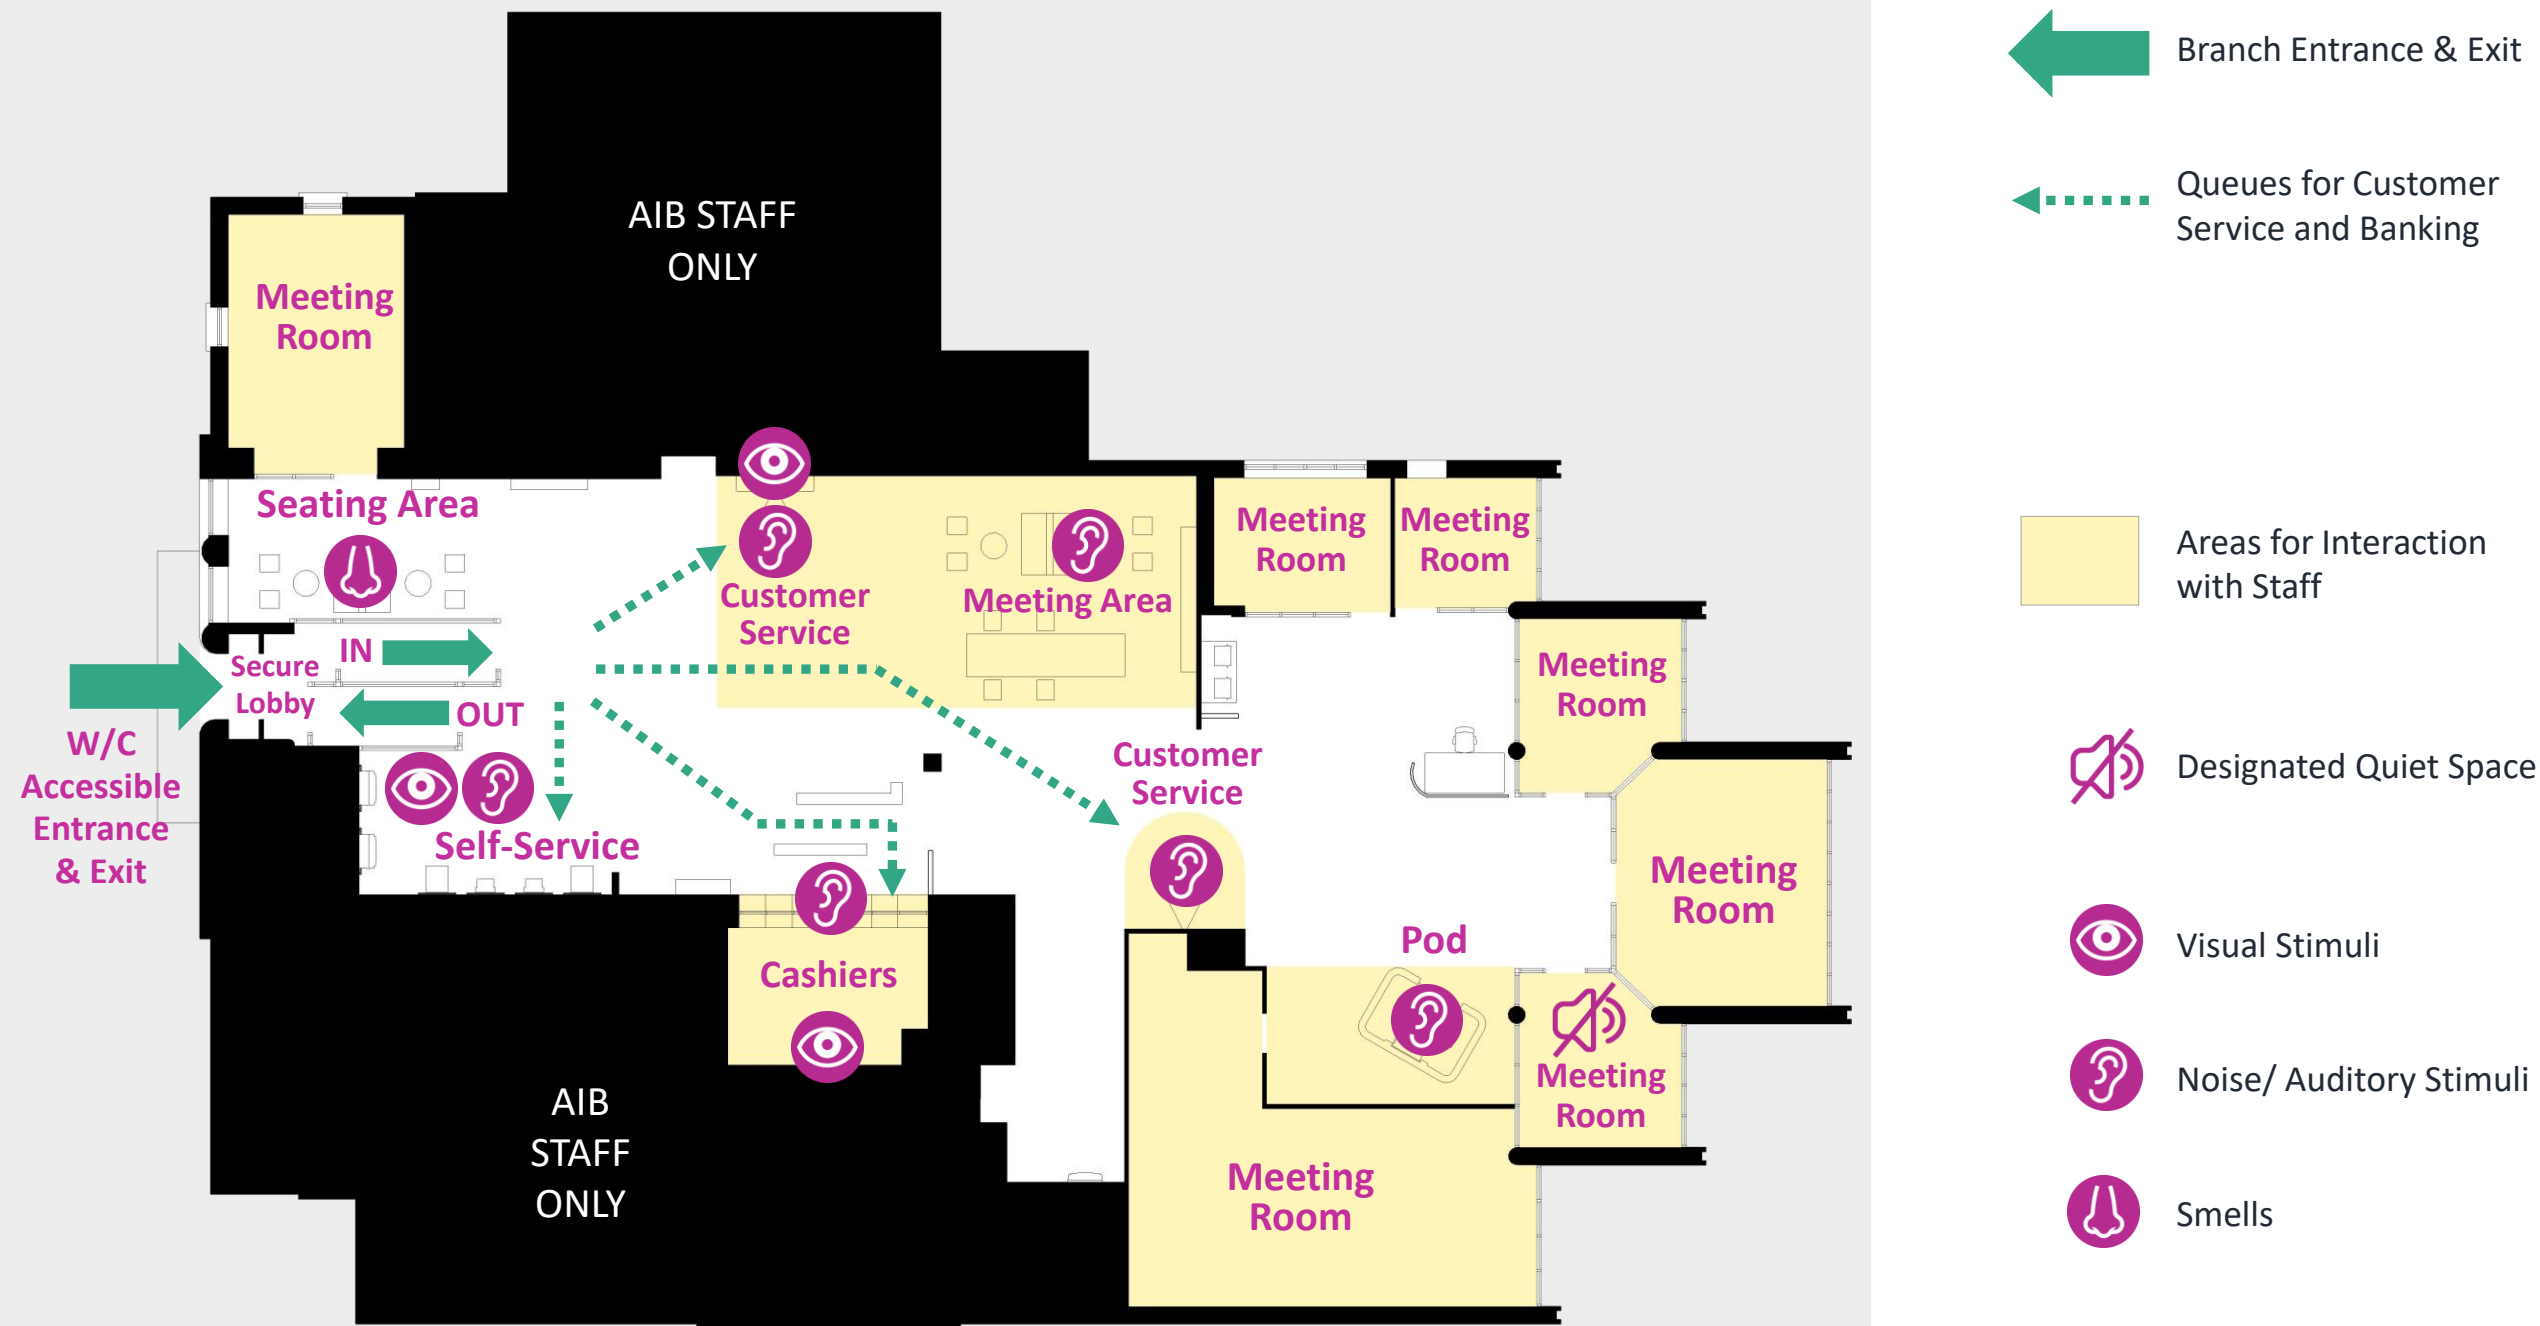 AIB STAFF
ONLY
Meeting
Room
Seating Area
Customer
Service
Meeting Area
Meeting
Room
Meeting
Room
IN
Secure
Lobby
OUT
W/C
Accessible
Entrance
& Exit
Self-Service
Customer
Service
Meeting
Room
Meeting
Room
Cashiers
Pod
Meeting
Room
Meeting
Room
AIB
STAFF
ONLY
Branch Entrance & Exit
Queues for Customer
Service and Banking
Areas for Interaction
with Staff
Designated Quiet Space
Visual Stimuli
Noise/ Auditory Stimuli
Smells